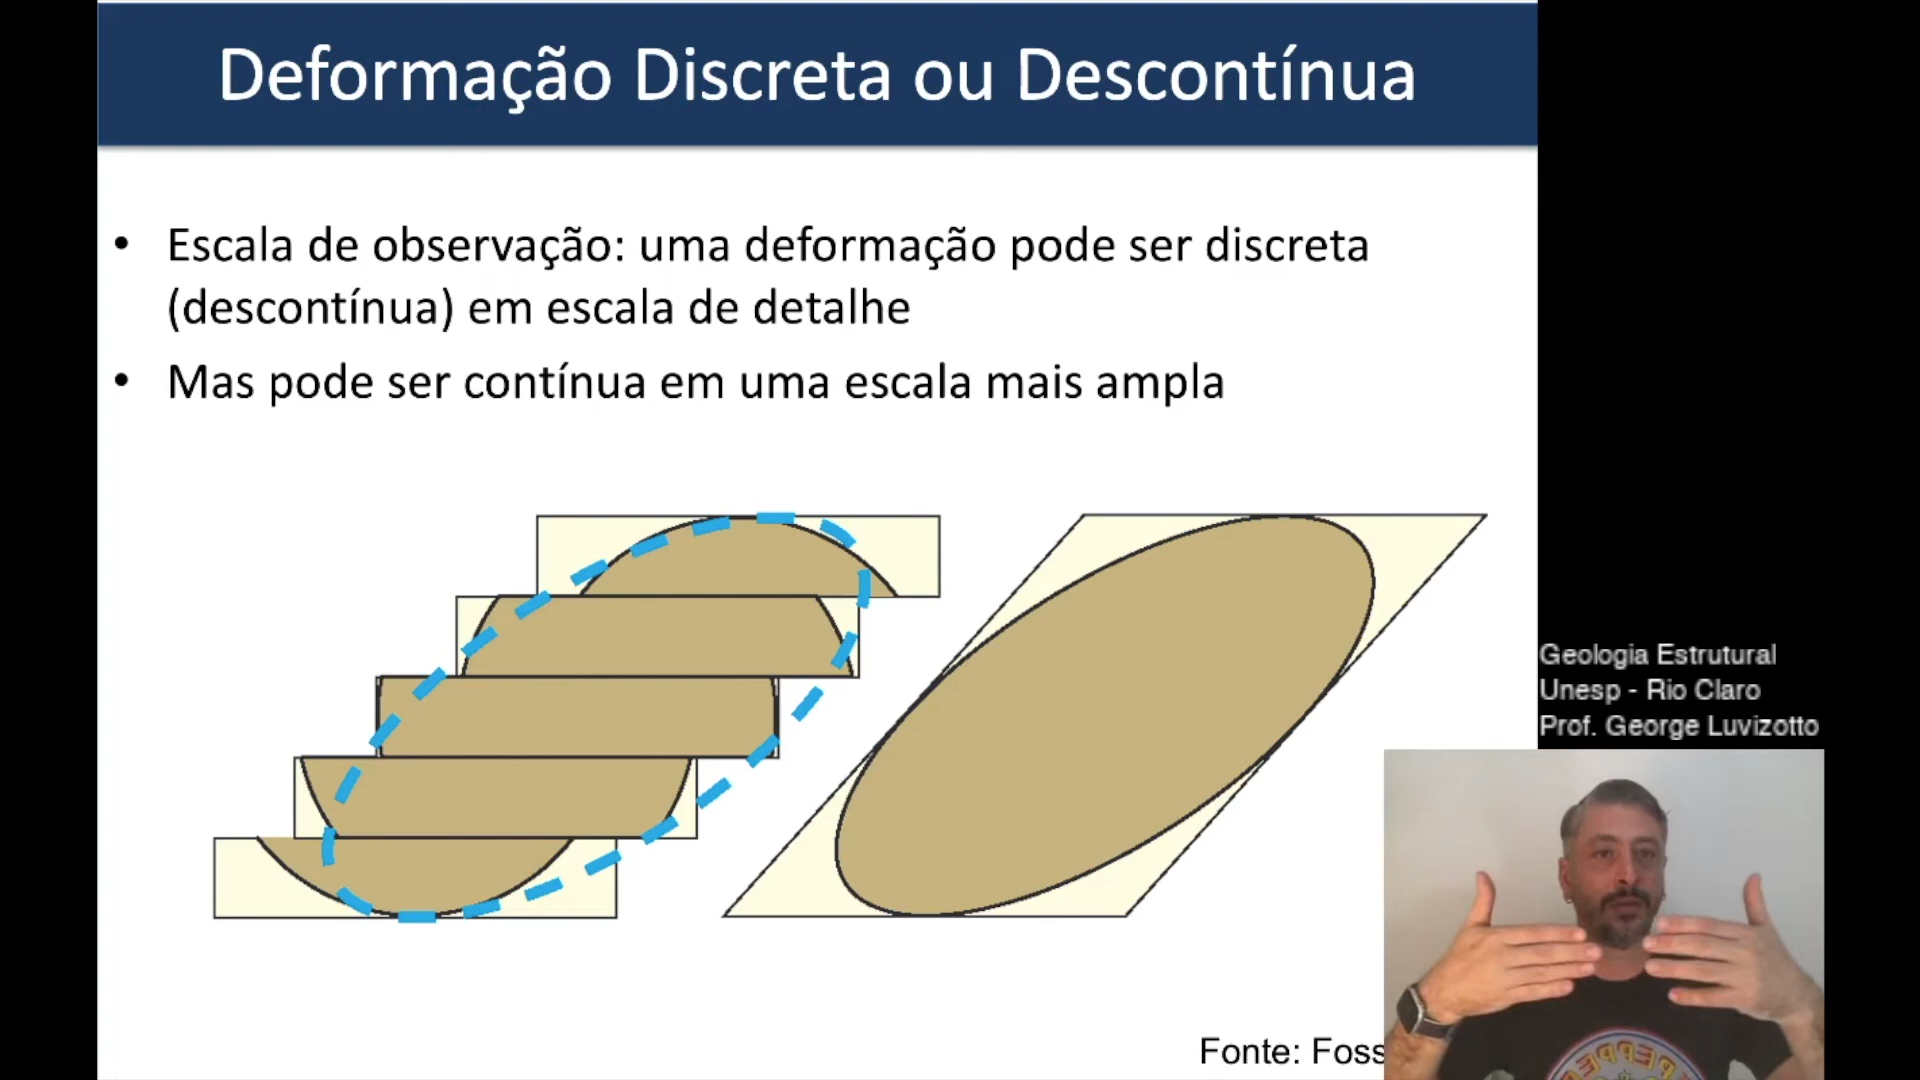 Deformação Discreta ou Descontínua
• Escala de observação: uma deformação pode ser discreta
(descontínua) em escala de detalhe
• Mas pode ser contínua em uma escala mais ampla
Geologia Estrutural
Unesp - Rio Claro
Prof. George Luvizotto
Fonte: Foss